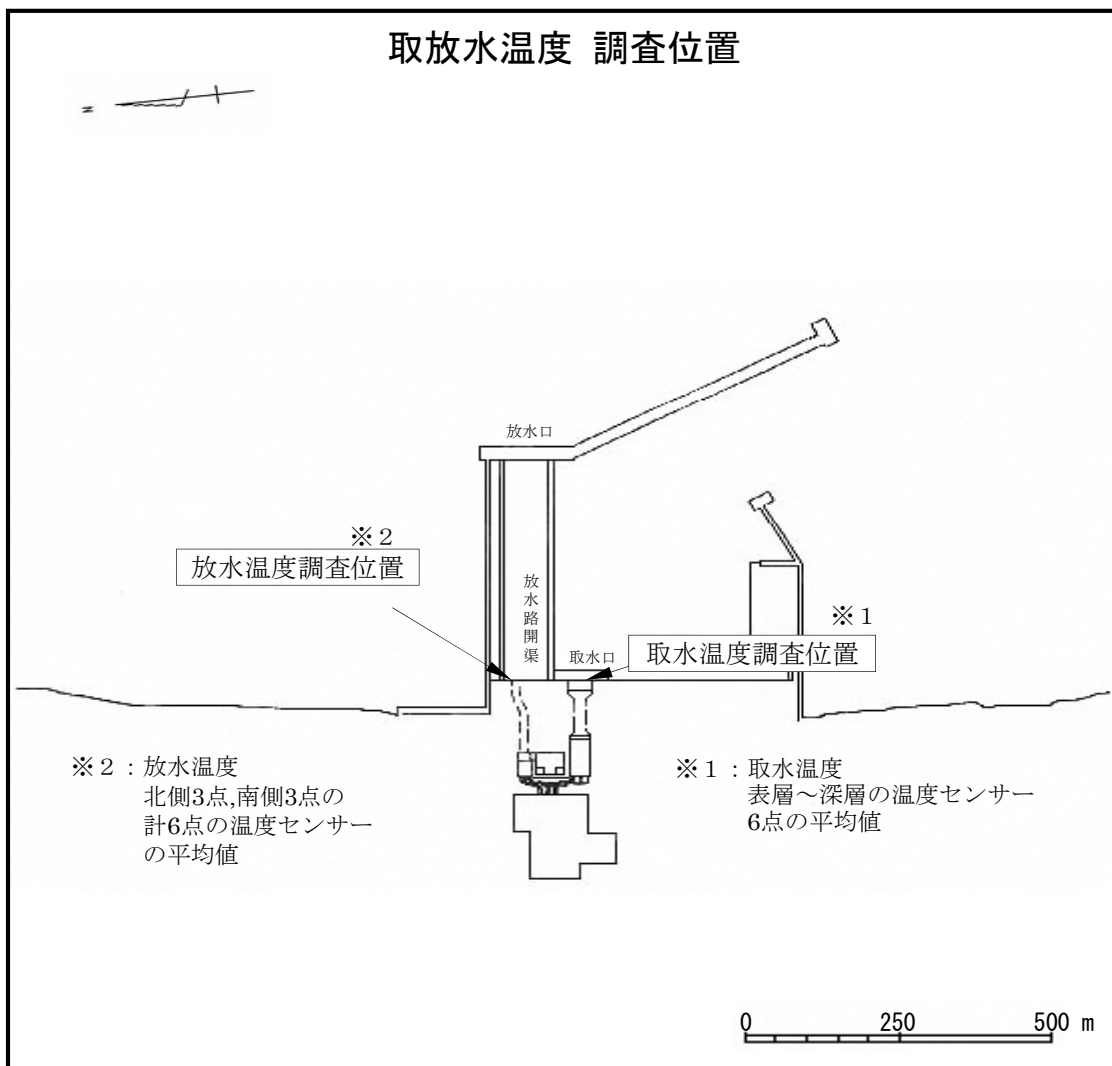 取放水温度 調査位置
N
放水口
※2
放水温度調査位置
放水路開渠
※1
取水口
取水温度調査位置
※2：放水温度
北側3点,南側3点の
計6点の温度センサー
の平均値
※1：取水温度
表層～深層の温度センサー
6点の平均値
0 250 500 m